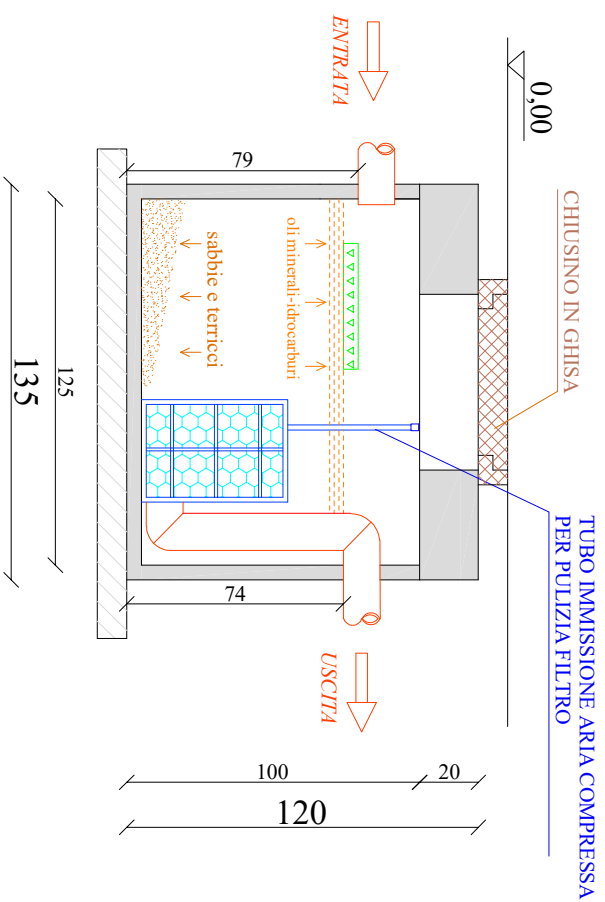 0,00
CHIUSINO IN GHISA
TUBO IMMISSIONE ARIA COMPRESSA
PER PULIZIA FILTRO
ENTRATA
USCITA
oli minerali-idrocarburi
sabbie e terricci
79
74
100
20
120
125
135